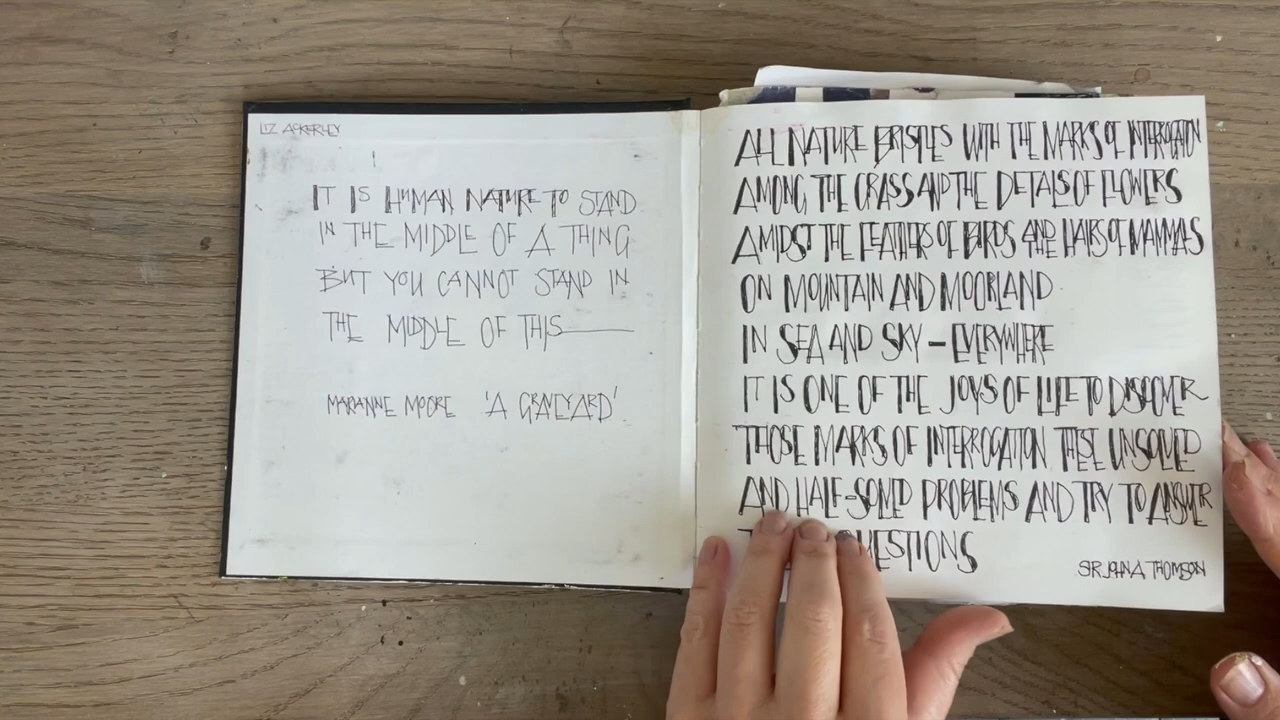 LIZ ACKERLEY
IT IS HUMAN NATURE TO STAND
IN THE MIDDLE OF A THING
BUT YOU CANNOT STAND IN
THE MIDDLE OF THIS———
MARIANNE MOORE 'A GRAVEYARD'
ALL NATURE BRISTLES WITH THE MARKS OF INTERROGATION
AMONG THE GRASS AND THE DETAILS OF FLOWERS
AMIDST THE FEATHERS OF BIRDS AND THE HAIRS OF MAMMALS
ON MOUNTAIN AND MOORLAND
IN SEA AND SKY – EVERYWHERE
IT IS ONE OF THE JOYS OF LIFE TO DISCOVER
THOSE MARKS OF INTERROGATION THESE UNSOLVED
AND HALF-SOLVED PROBLEMS AND TRY TO ANSWER
QUESTIONS
SIR JOHN A THOMSON